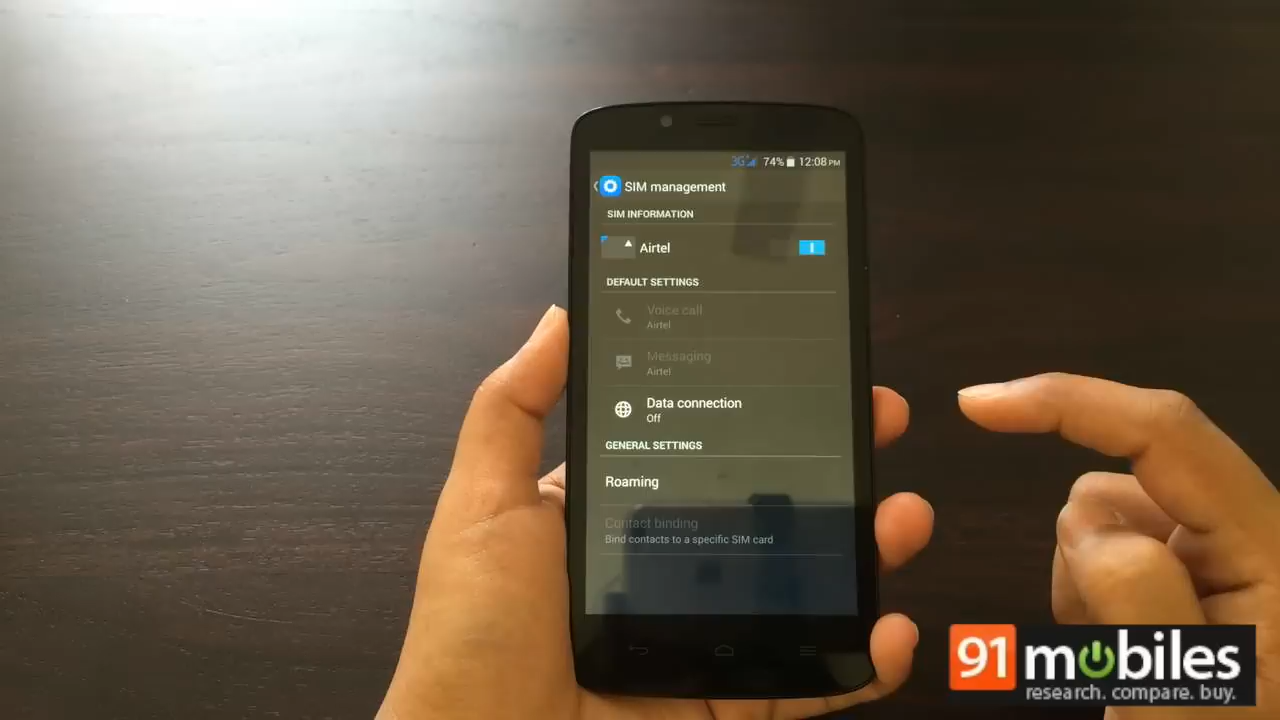 3G 74% 12:08 PM
SIM management
SIM INFORMATION
Airtel
DEFAULT SETTINGS
Voice call
Airtel
Messaging
Airtel
Data connection
Off
GENERAL SETTINGS
Roaming
Contact binding
Bind contacts to a specific SIM card
91mobiles
research. compare. buy.